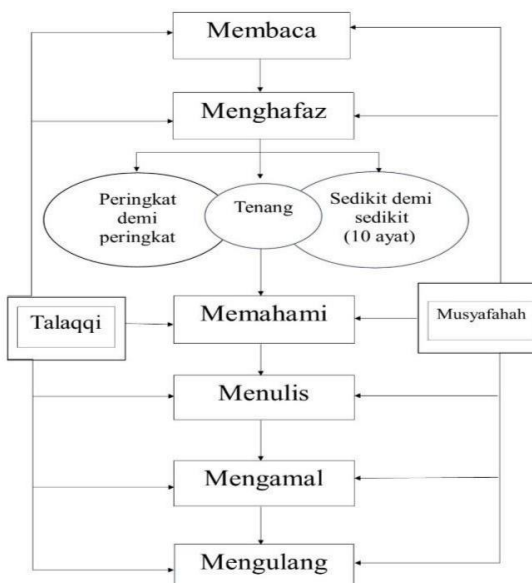 Membaca
Menghafaz
Peringkat
demi
peringkat
Tenang
Sedikit demi
sedikit
(10 ayat)
Talaqqi
Memahami
Musyafahah
Menulis
Mengamal
Mengulang